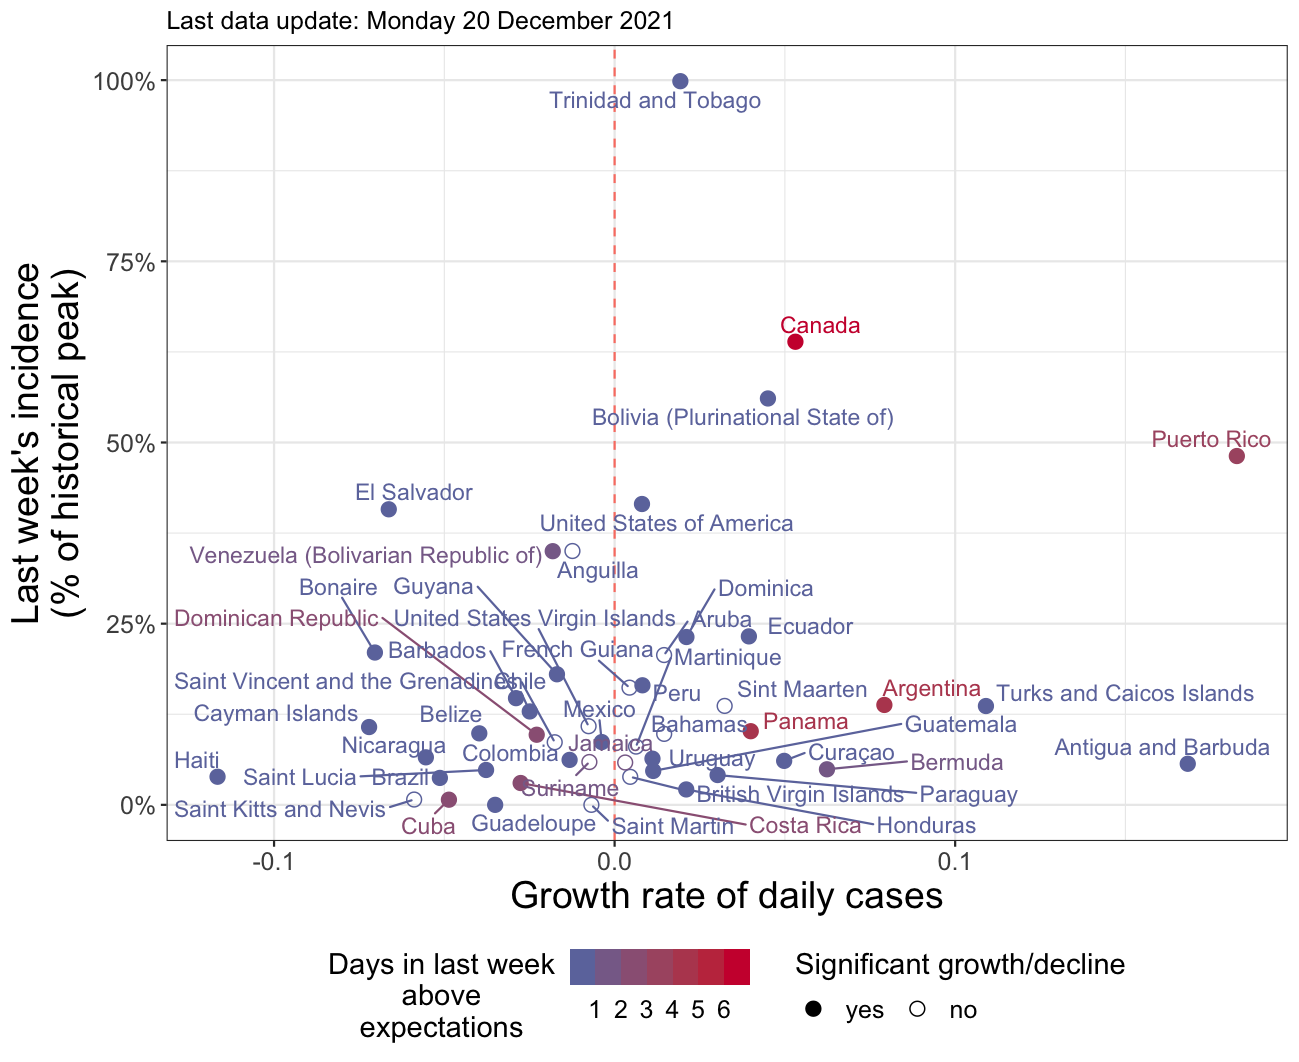 Last data update: Monday 20 December 2021
Last week's incidence
(% of historical peak)
100%
75%
50%
25%
0%
Trinidad and Tobago
Canada
Bolivia (Plurinational State of)
Puerto Rico
El Salvador
United States of America
Venezuela (Bolivarian Republic of)
Anguilla
Bonaire
Guyana
Dominica
Dominican Republic
United States Virgin Islands
Aruba
Ecuador
Barbados
French Guiana
Martinique
Saint Vincent and the Grenadines
Chile
Peru
Sint Maarten
Argentina
Turks and Caicos Islands
Cayman Islands
Belize
Mexico
Bahamas
Panama
Guatemala
Nicaragua
Colombia
Jamaica
Uruguay
Curaçao
Antigua and Barbuda
Haiti
Saint Lucia
Brazil
Suriname
Bermuda
British Virgin Islands
Paraguay
Saint Kitts and Nevis
Cuba
Guadeloupe
Saint Martin
Costa Rica
Honduras
-0.1
0.0
0.1
Growth rate of daily cases
Days in last week
above
expectations
1 2 3 4 5 6
Significant growth/decline
yes
no